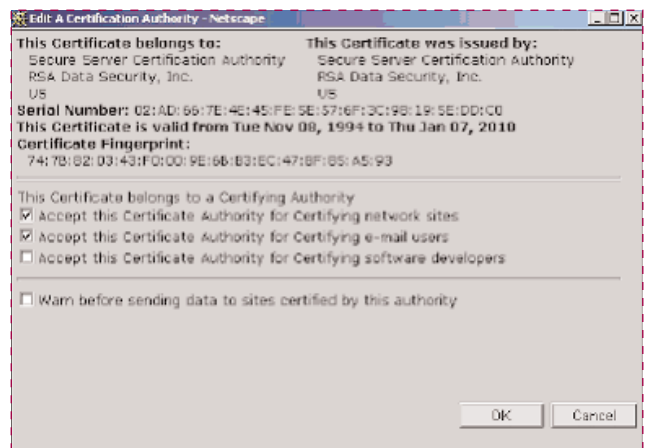 Edit A Certification Authority - Netscape
This Certificate belongs to:
Secure Server Certification Authority
RSA Data Security, Inc.
US
This Certificate was issued by:
Secure Server Certification Authority
RSA Data Security, Inc.
US
Serial Number: 02:AD:66:7E:4E:45:FE:5E:57:6F:3C:98:19:5E:DD:C0
This Certificate is valid from Tue Nov 08, 1994 to Thu Jan 07, 2010
Certificate Fingerprint:
74:7B:82:03:43:F0:00:9E:6B:B3:EC:47:BF:85:A5:93
This Certificate belongs to a Certifying Authority
Accept this Certificate Authority for Certifying network sites
Accept this Certificate Authority for Certifying e-mail users
Accept this Certificate Authority for Certifying software developers
Warn before sending data to sites certified by this authority
OK
Cancel